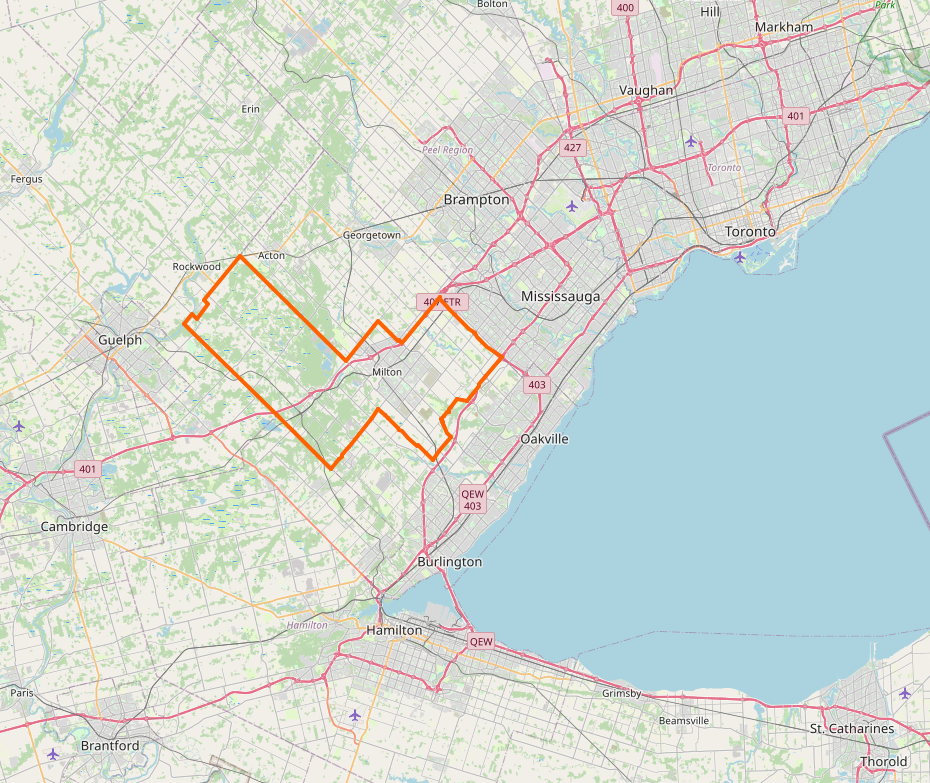 Bolton
400
Hill
Park
Markham
Vaughan
Erin
401
427
Peel Region
Toronto
Fergus
Brampton
Toronto
Georgetown
Acton
Rockwood
Mississauga
ETR
Guelph
Milton
403
Oakville
401
QEW
403
Cambridge
Burlington
Hamilton
Hamilton
QEW
Paris
Grimsby
Beamsville
St. Catharines
Brantford
Thorold